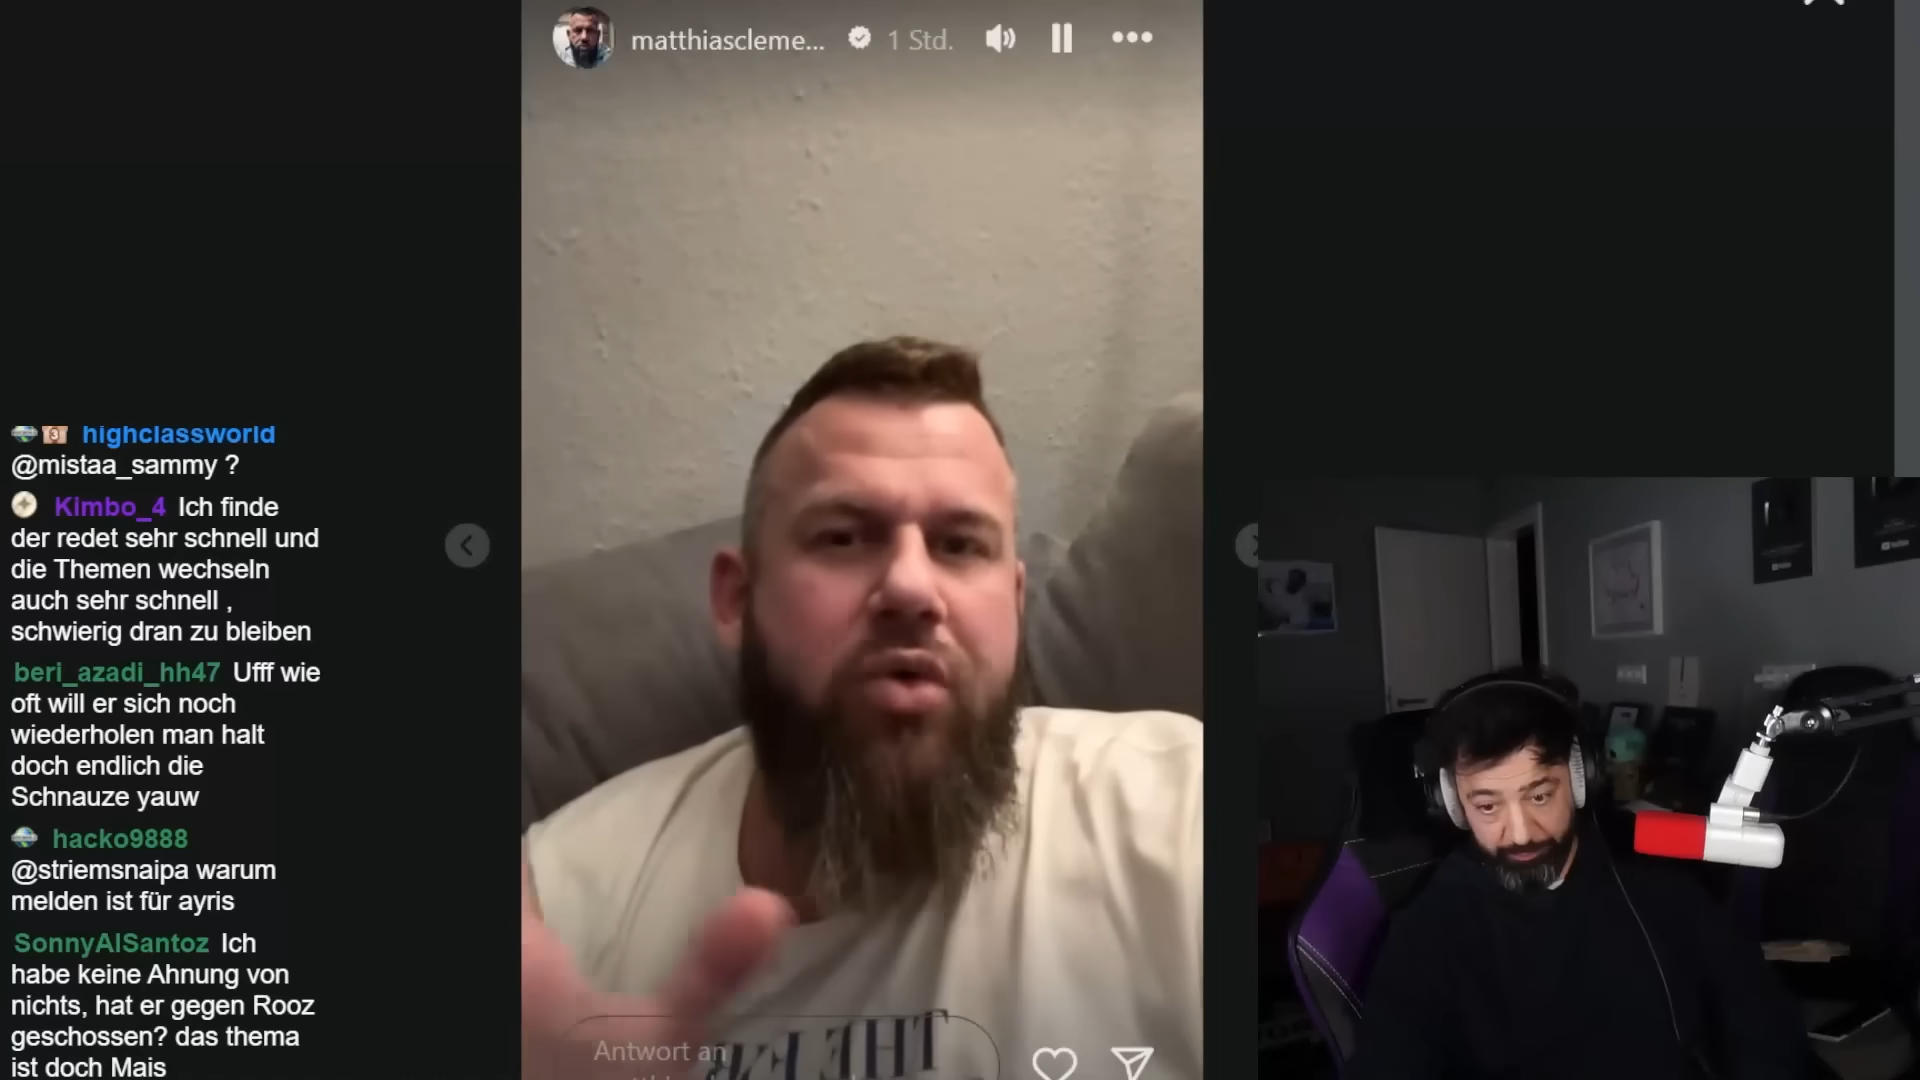 matthiascleme...
1 Std.
highclassworld
@mistaa_sammy ?
Kimbo_4 Ich finde
der redet sehr schnell und
die Themen wechseln
auch sehr schnell ,
schwierig dran zu bleiben
beri_azadi_hh47 Ufff wie
oft will er sich noch
wiederholen man halt
doch endlich die
Schnauze yauw
hacko9888
@striemsnaipa warum
melden ist für ayris
SonnyAlSantoz Ich
habe keine Ahnung von
nichts, hat er gegen Rooz
geschossen? das thema
ist doch Mais
Antwort an
THE